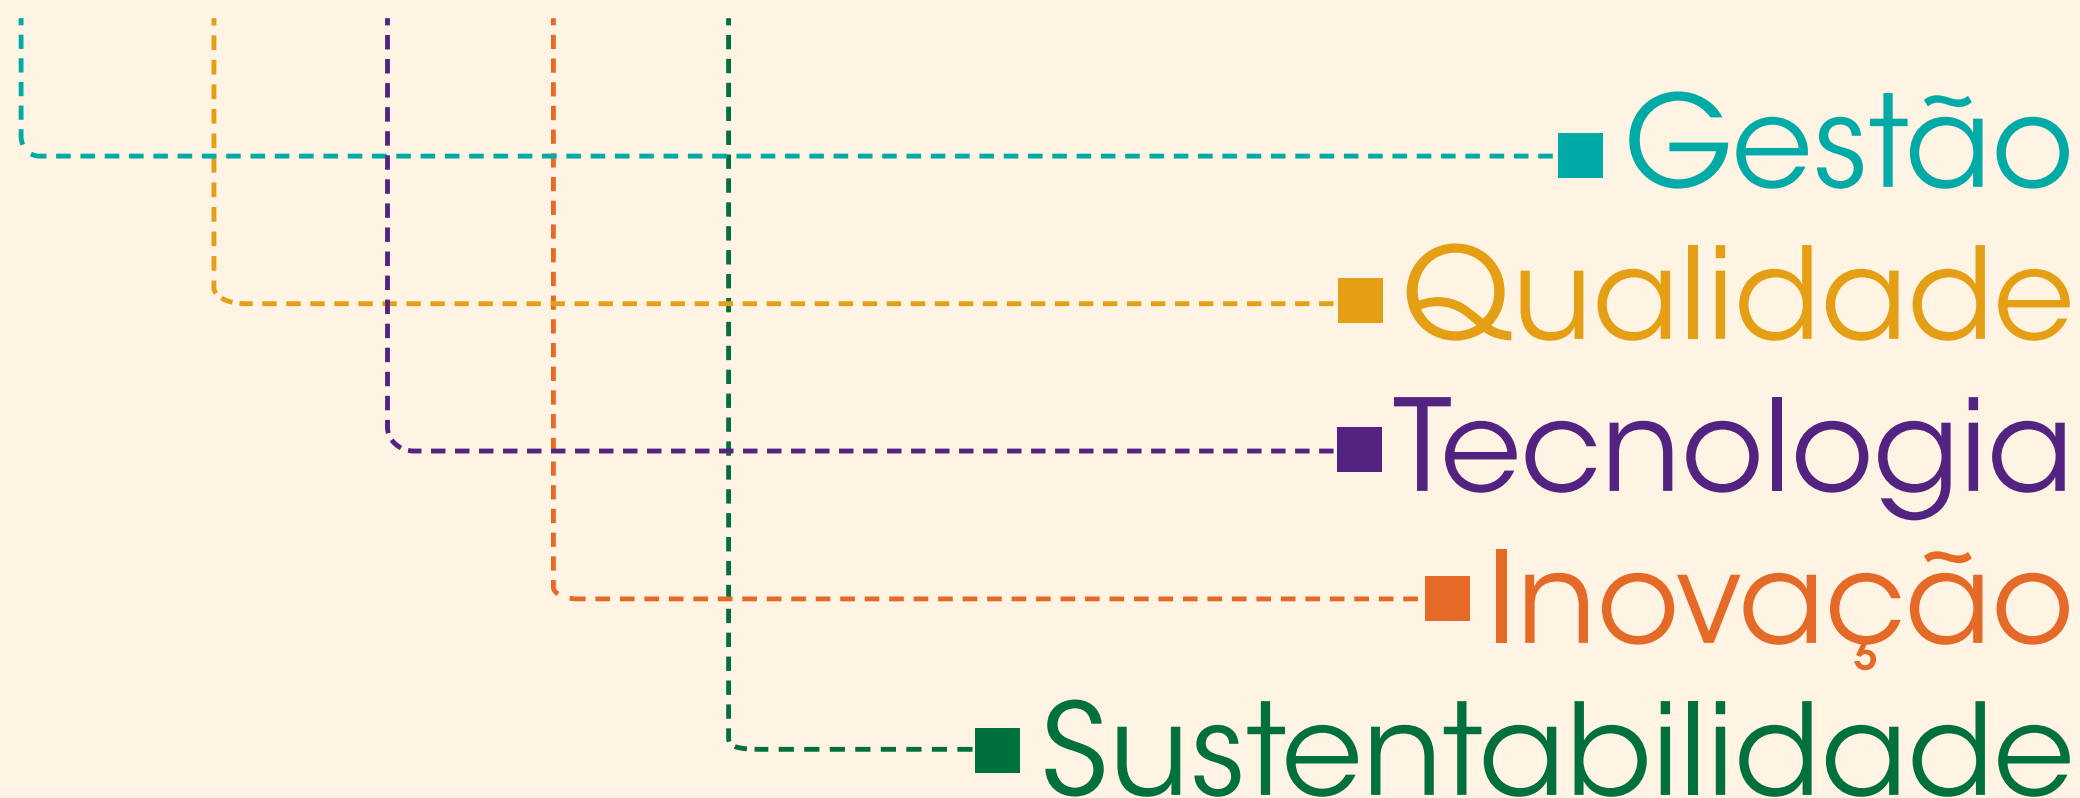 Gestão
Qualidade
Tecnologia
Inovação
Sustentabilidade